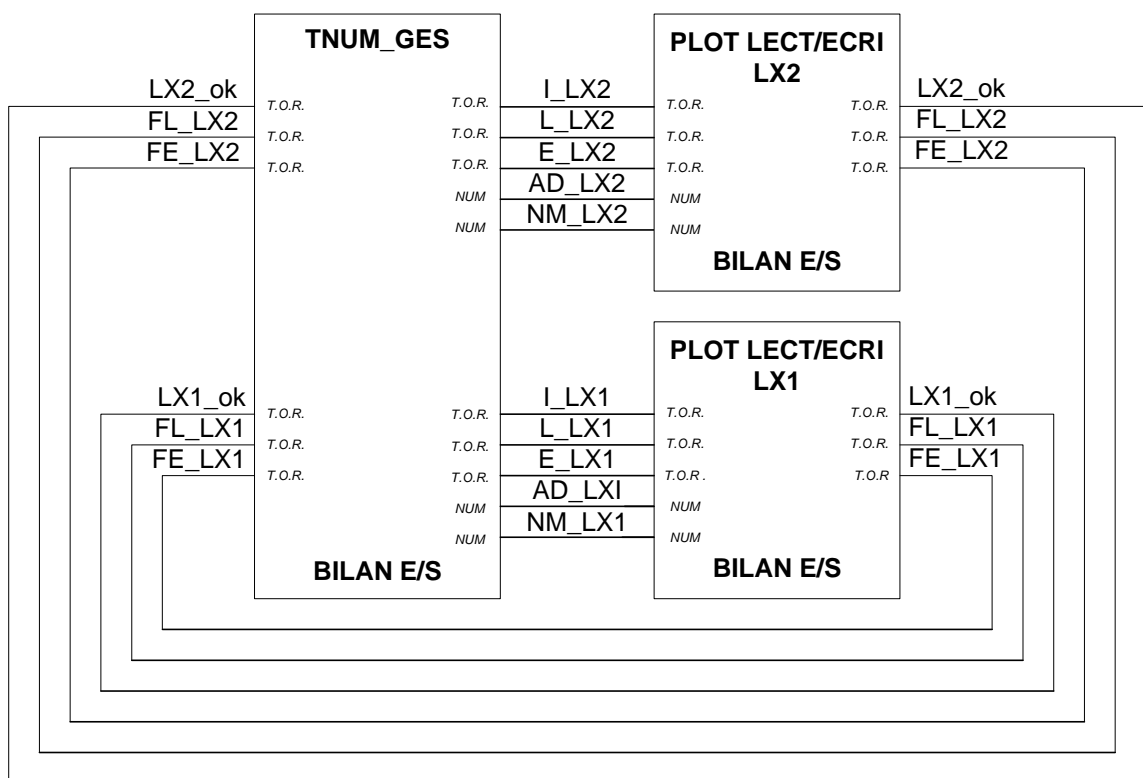 TNUM_GES
LX2_ok
FL_LX2
FE_LX2
T.O.R.
T.O.R.
T.O.R.
T.O.R.
T.O.R.
T.O.R.
NUM
NUM
LX1_ok
FL_LX1
FE_LX1
T.O.R.
T.O.R.
T.O.R.
T.O.R.
T.O.R.
T.O.R.
NUM
NUM
BILAN E/S
I_LX2
L_LX2
E_LX2
AD_LX2
NM_LX2
PLOT LECT/ECRI
LX2
T.O.R.
T.O.R.
T.O.R.
NUM
NUM
T.O.R.
T.O.R.
T.O.R.
BILAN E/S
LX2_ok
FL_LX2
FE_LX2
I_LX1
L_LX1
E_LX1
AD_LXI
NM_LX1
PLOT LECT/ECRI
LX1
T.O.R.
T.O.R.
T.O.R .
NUM
NUM
T.O.R.
T.O.R.
T.O.R
BILAN E/S
LX1_ok
FL_LX1
FE_LX1